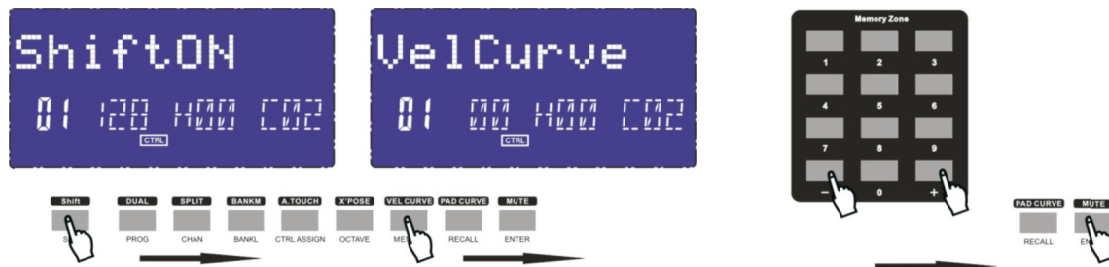 ShiftON
01 128 H00 C02
CTRL
VelCurve
01 00 H00 C02
CTRL
Shift DUAL SPLIT BANKM A.TOUCH X'POSE VEL CURVE PAD CURVE MUTE
PROG CHAN BANKL CTRL ASSIGN OCTAVE RECALL ENTER
Memory Zone
1 2 3
4 5 6
7 8 9
− 0 +
PAD CURVE MUTE
RECALL